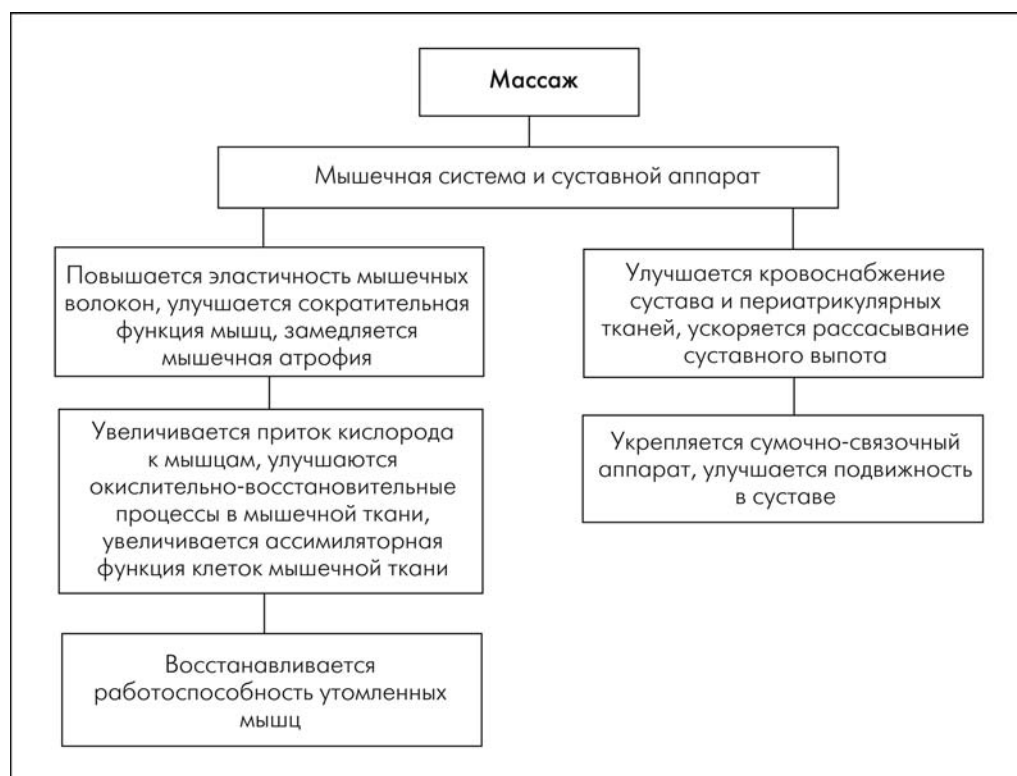 Массаж
Мышечная система и суставной аппарат
Повышается эластичность мышечных
волокон, улучшается сократительная
функция мышц, замедляется
мышечная атрофия
Увеличивается приток кислорода
к мышцам, улучшаются
окислительно-восстановительные
процессы в мышечной ткани,
увеличивается ассимиляторная
функция клеток мышечной ткани
Восстанавливается
работоспособность утомленных
мышц
Улучшается кровоснабжение
сустава и периатрикулярных
тканей, ускоряется рассасывание
суставного выпота
Укрепляется сумочно-связочный
аппарат, улучшается подвижность
в суставе